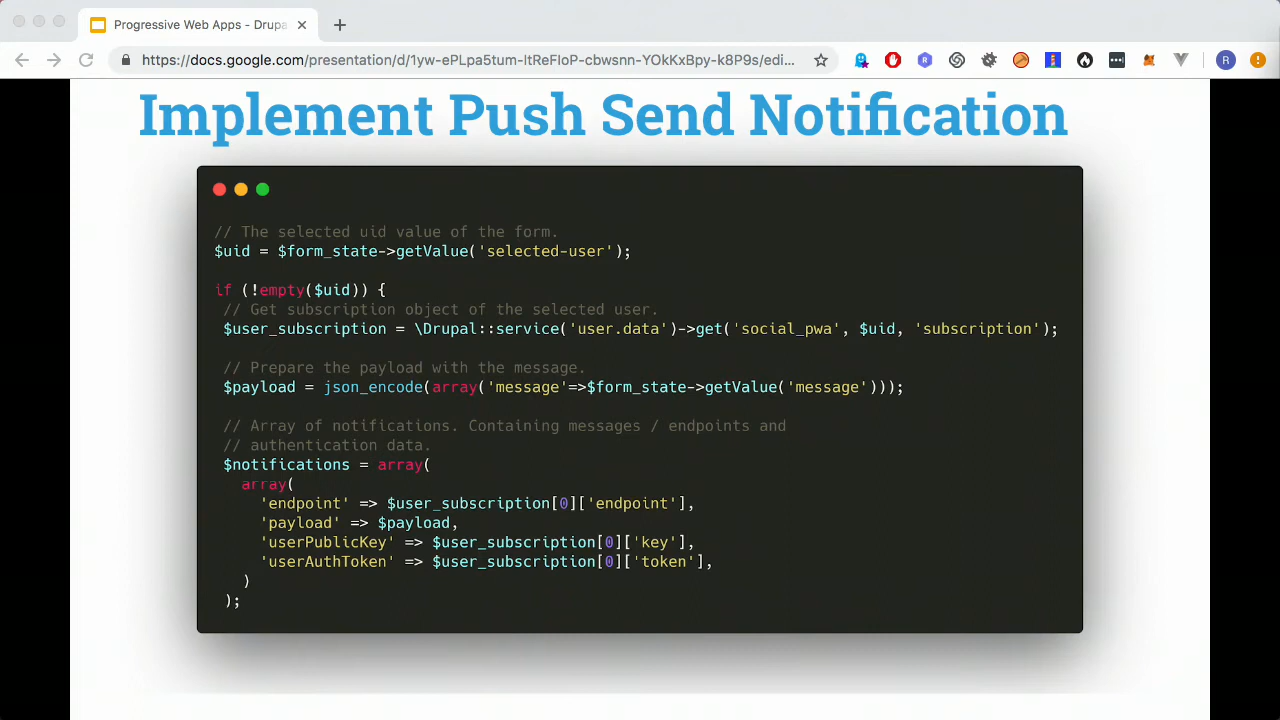 Progressive Web Apps - Drupa
https://docs.google.com/presentation/d/1yw-ePLpa5tum-ItReFIoP-cbwsnn-YOkKxBpy-k8P9s/edi...
R
R
Implement Push Send Notification
// The selected uid value of the form.
$uid = $form_state->getValue('selected-user');
if (!empty($uid)) {
// Get subscription object of the selected user.
$user_subscription = \Drupal::service('user.data')->get('social_pwa', $uid, 'subscription');
// Prepare the payload with the message.
$payload = json_encode(array('message'=>$form_state->getValue('message')));
// Array of notifications. Containing messages / endpoints and
// authentication data.
$notifications = array(
array(
'endpoint' => $user_subscription[0]['endpoint'],
'payload' => $payload,
'userPublicKey' => $user_subscription[0]['key'],
'userAuthToken' => $user_subscription[0]['token'],
)
);